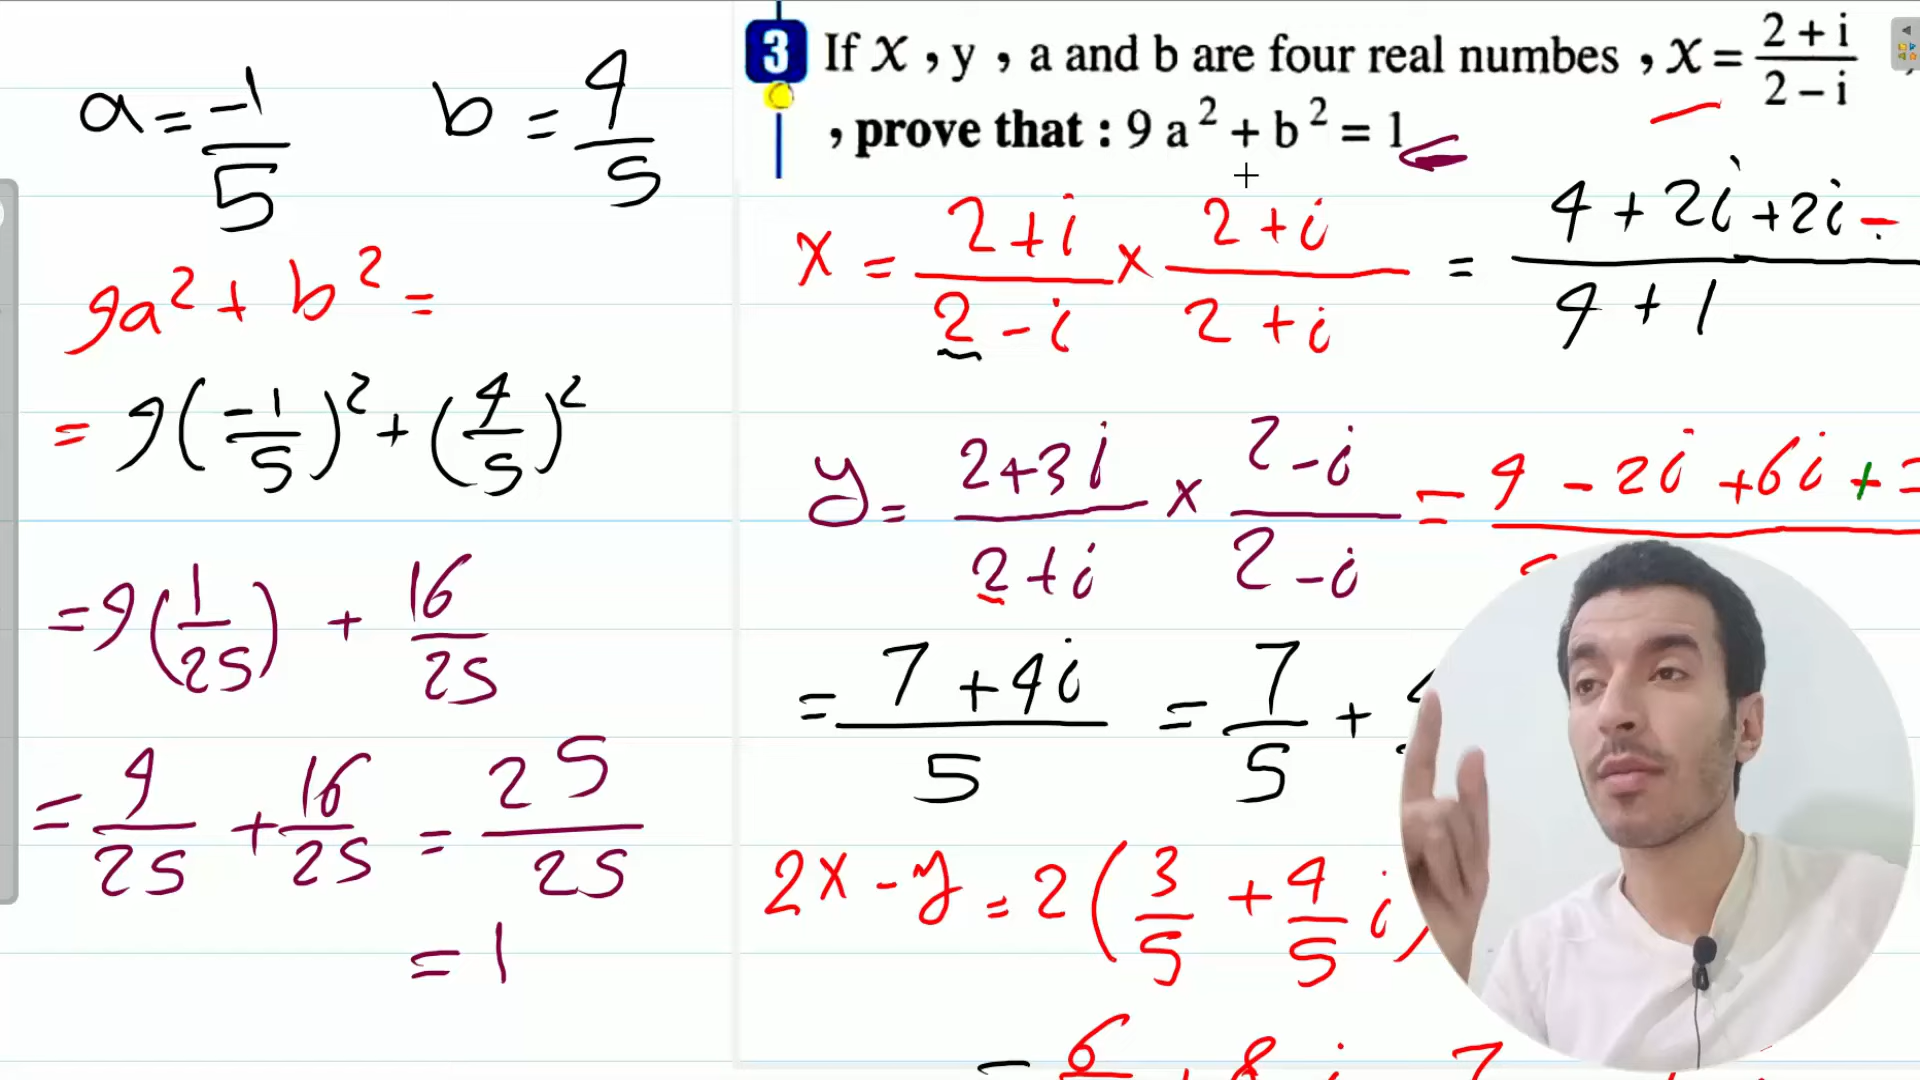 3 If x , y , a and b are four real numbes , x = (2 + i)/(2 − i) ,
, prove that : 9 a² + b² = 1
a = -1/5 b = 4/5
9a² + b² =
= 9(-1/5)² + (4/5)²
= 9(1/25) + 16/25
= 9/25 + 16/25 = 25/25
= 1
x = (2+i)/(2-i) × (2+i)/(2+i) = (4 + 2i + 2i -)/(4 + 1)
y = (2+3i)/(2+i) × (2-i)/(2-i) = 4 - 2i + 6i +
= (7 + 4i)/5 = 7/5 +
2x - y = 2(3/5 + 4/5 i)
= 6 8 i 7